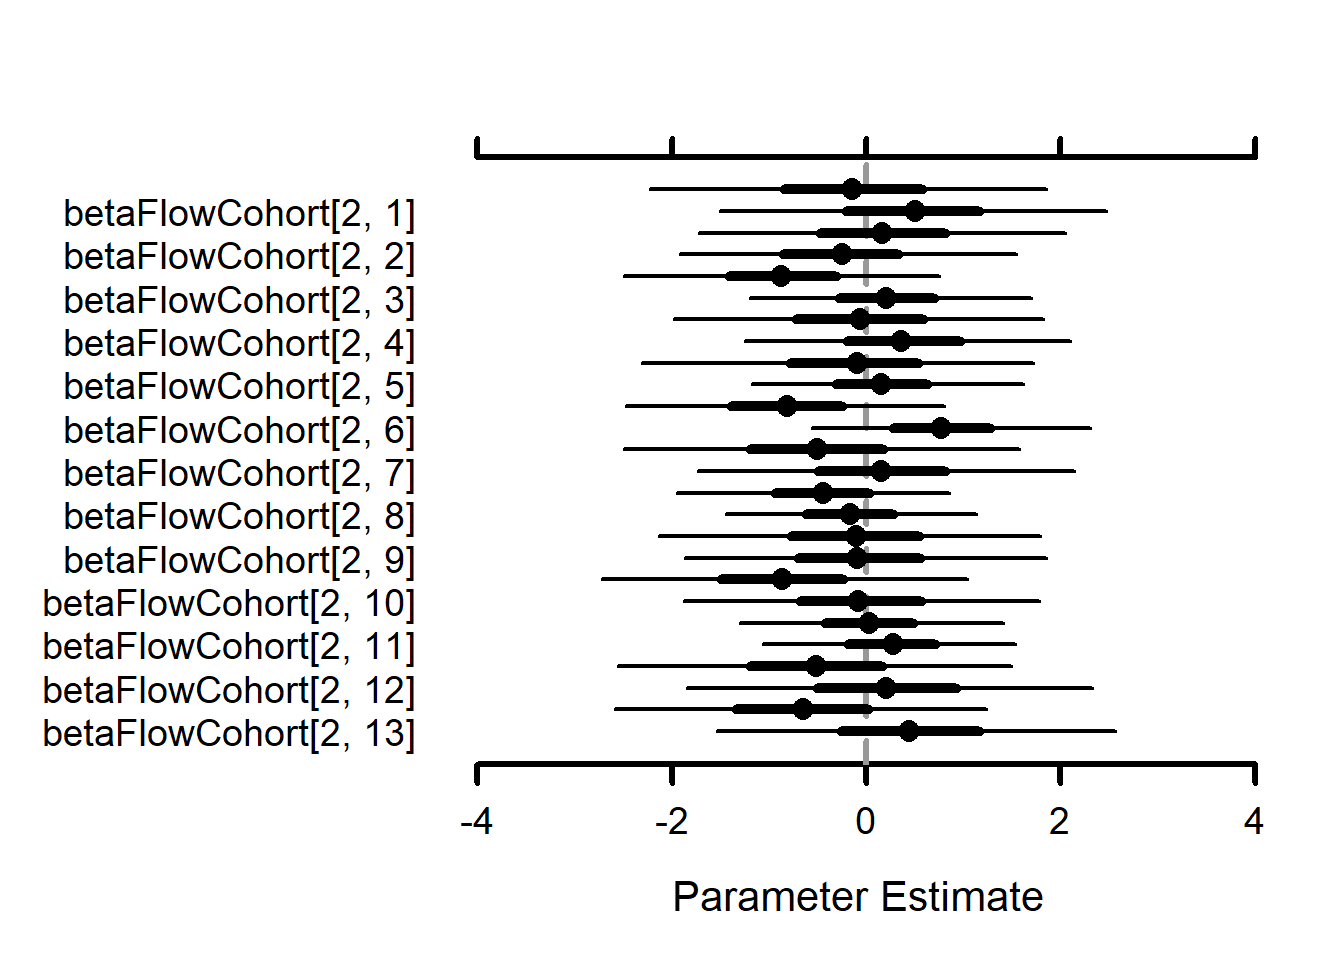 betaFlowCohort[2, 1]
betaFlowCohort[2, 2]
betaFlowCohort[2, 3]
betaFlowCohort[2, 4]
betaFlowCohort[2, 5]
betaFlowCohort[2, 6]
betaFlowCohort[2, 7]
betaFlowCohort[2, 8]
betaFlowCohort[2, 9]
betaFlowCohort[2, 10]
betaFlowCohort[2, 11]
betaFlowCohort[2, 12]
betaFlowCohort[2, 13]
-4 -2 0 2 4
Parameter Estimate